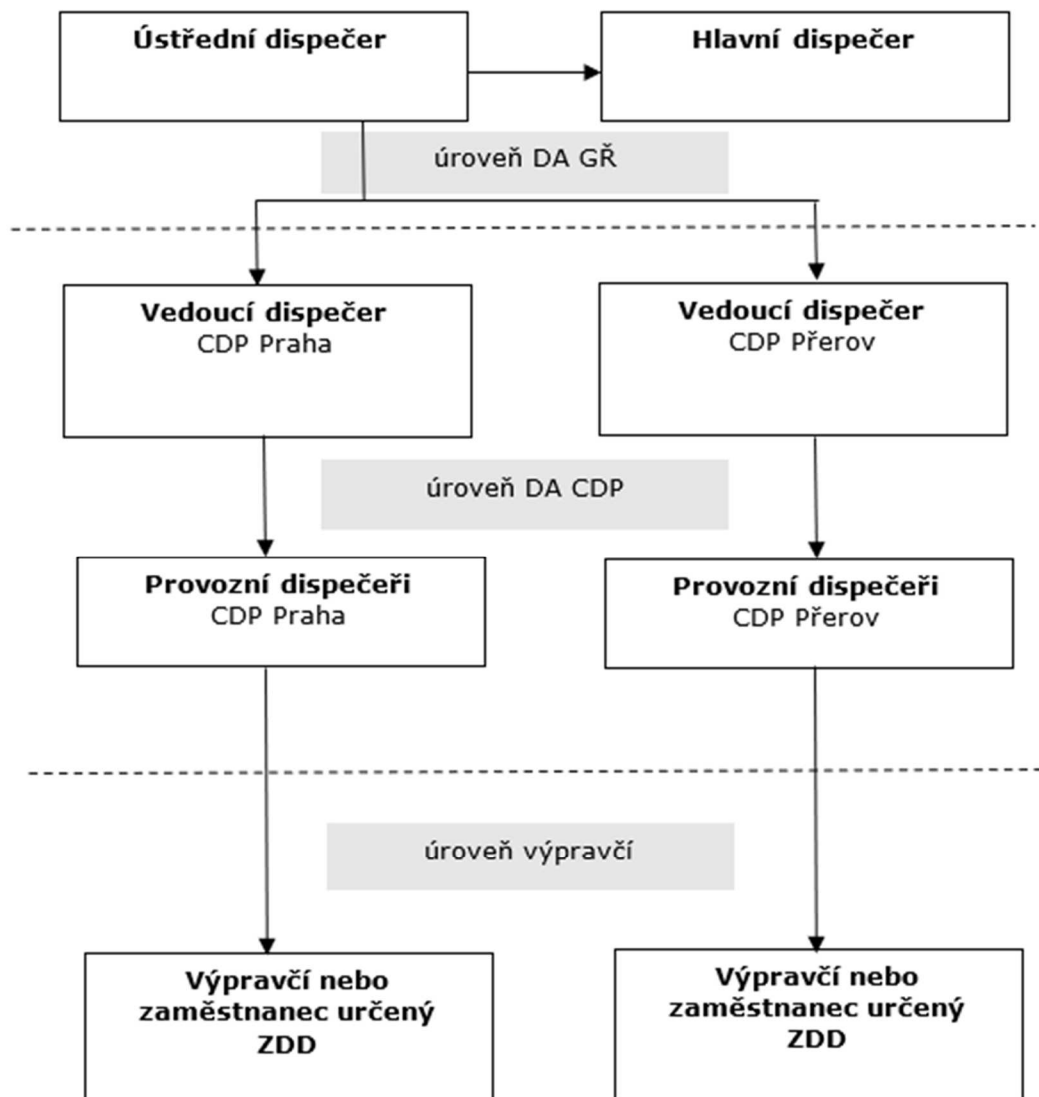 Ústřední dispečer
Hlavní dispečer
úroveň DA GŘ
Vedoucí dispečer
CDP Praha
Vedoucí dispečer
CDP Přerov
úroveň DA CDP
Provozní dispečeři
CDP Praha
Provozní dispečeři
CDP Přerov
úroveň výpravčí
Výpravčí nebo
zaměstnanec určený
ZDD
Výpravčí nebo
zaměstnanec určený
ZDD